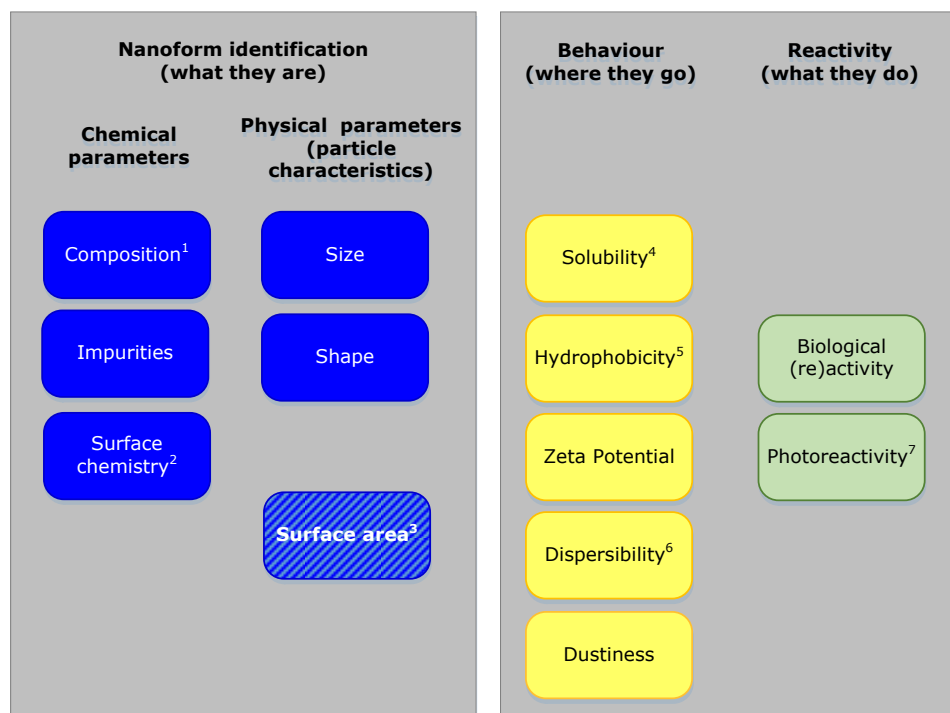 Nanoform identification
(what they are)
Chemical
parameters
Physical parameters
(particle
characteristics)
Composition¹
Size
Impurities
Shape
Surface
chemistry²
Surface area³
Behaviour
(where they go)
Reactivity
(what they do)
Solubility⁴
Hydrophobicity⁵
Biological
(re)activity
Zeta Potential
Photoreactivity⁷
Dispersibility⁶
Dustiness